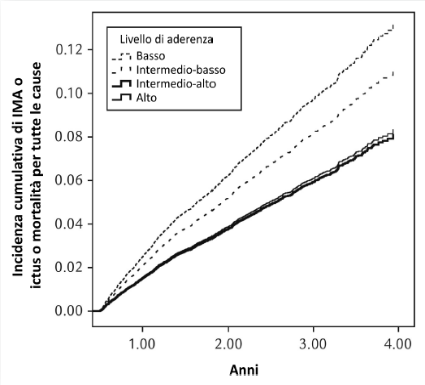 Incidenza cumulativa di IMA o
ictus o mortalità per tutte le cause
0.12
0.10
0.08
0.06
0.04
0.02
0.00
Livello di aderenza
Basso
Intermedio-basso
Intermedio-alto
Alto
1.00 2.00 3.00 4.00
Anni